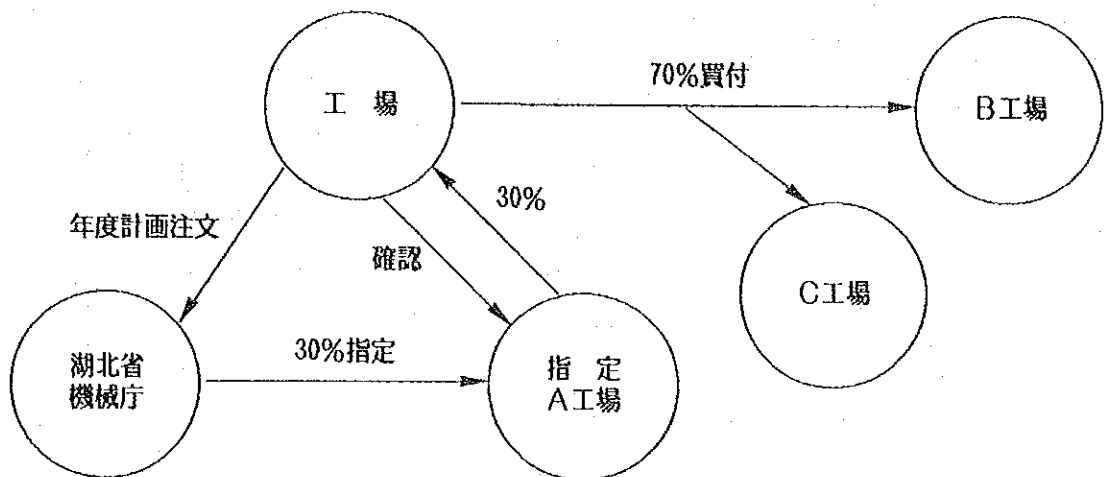 工 場
70%買付
B工場
30%
年度計画注文
確認
C工場
30%指定
湖北省
機械庁
指 定
A工場